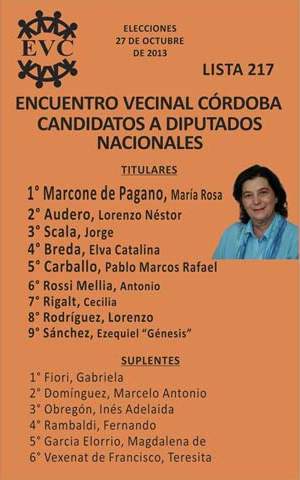 EVC
ELECCIONES
27 DE OCTUBRE
DE 2013
LISTA 217
ENCUENTRO VECINAL CÓRDOBA
CANDIDATOS A DIPUTADOS
NACIONALES
TITULARES
1° Marcone de Pagano, María Rosa
2° Audero, Lorenzo Néstor
3° Scala, Jorge
4° Breda, Elva Catalina
5° Carballo, Pablo Marcos Rafael
6° Rossi Mellia, Antonio
7° Rigalt, Cecilia
8° Rodríguez, Lorenzo
9° Sánchez, Ezequiel “Génesis”
SUPLENTES
1° Fiori, Gabriela
2° Domínguez, Marcelo Antonio
3° Obregón, Inés Adelaida
4° Rambaldi, Fernando
5° Garcia Elorrio, Magdalena de
6° Vexenat de Francisco, Teresita